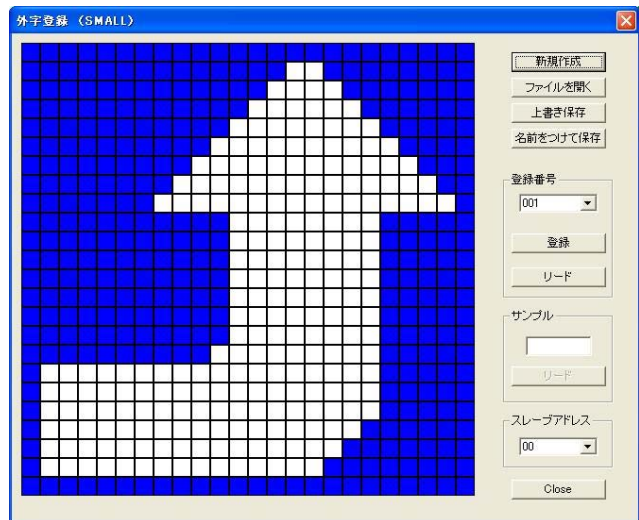 外字登録 （SMALL）
新規作成
ファイルを開く
上書き保存
名前をつけて保存
登録番号
001
登録
リード
サンプル
リード
スレーブアドレス
00
Close